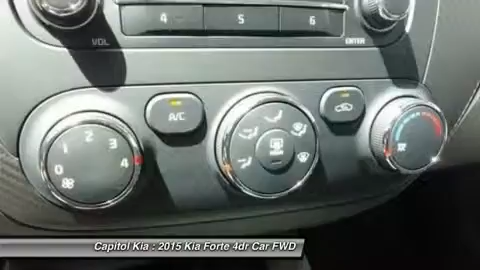 4 5 6
VOL ENTER
A/C
0 1 2 3 4
Capitol Kia : 2015 Kia Forte 4dr Car FWD